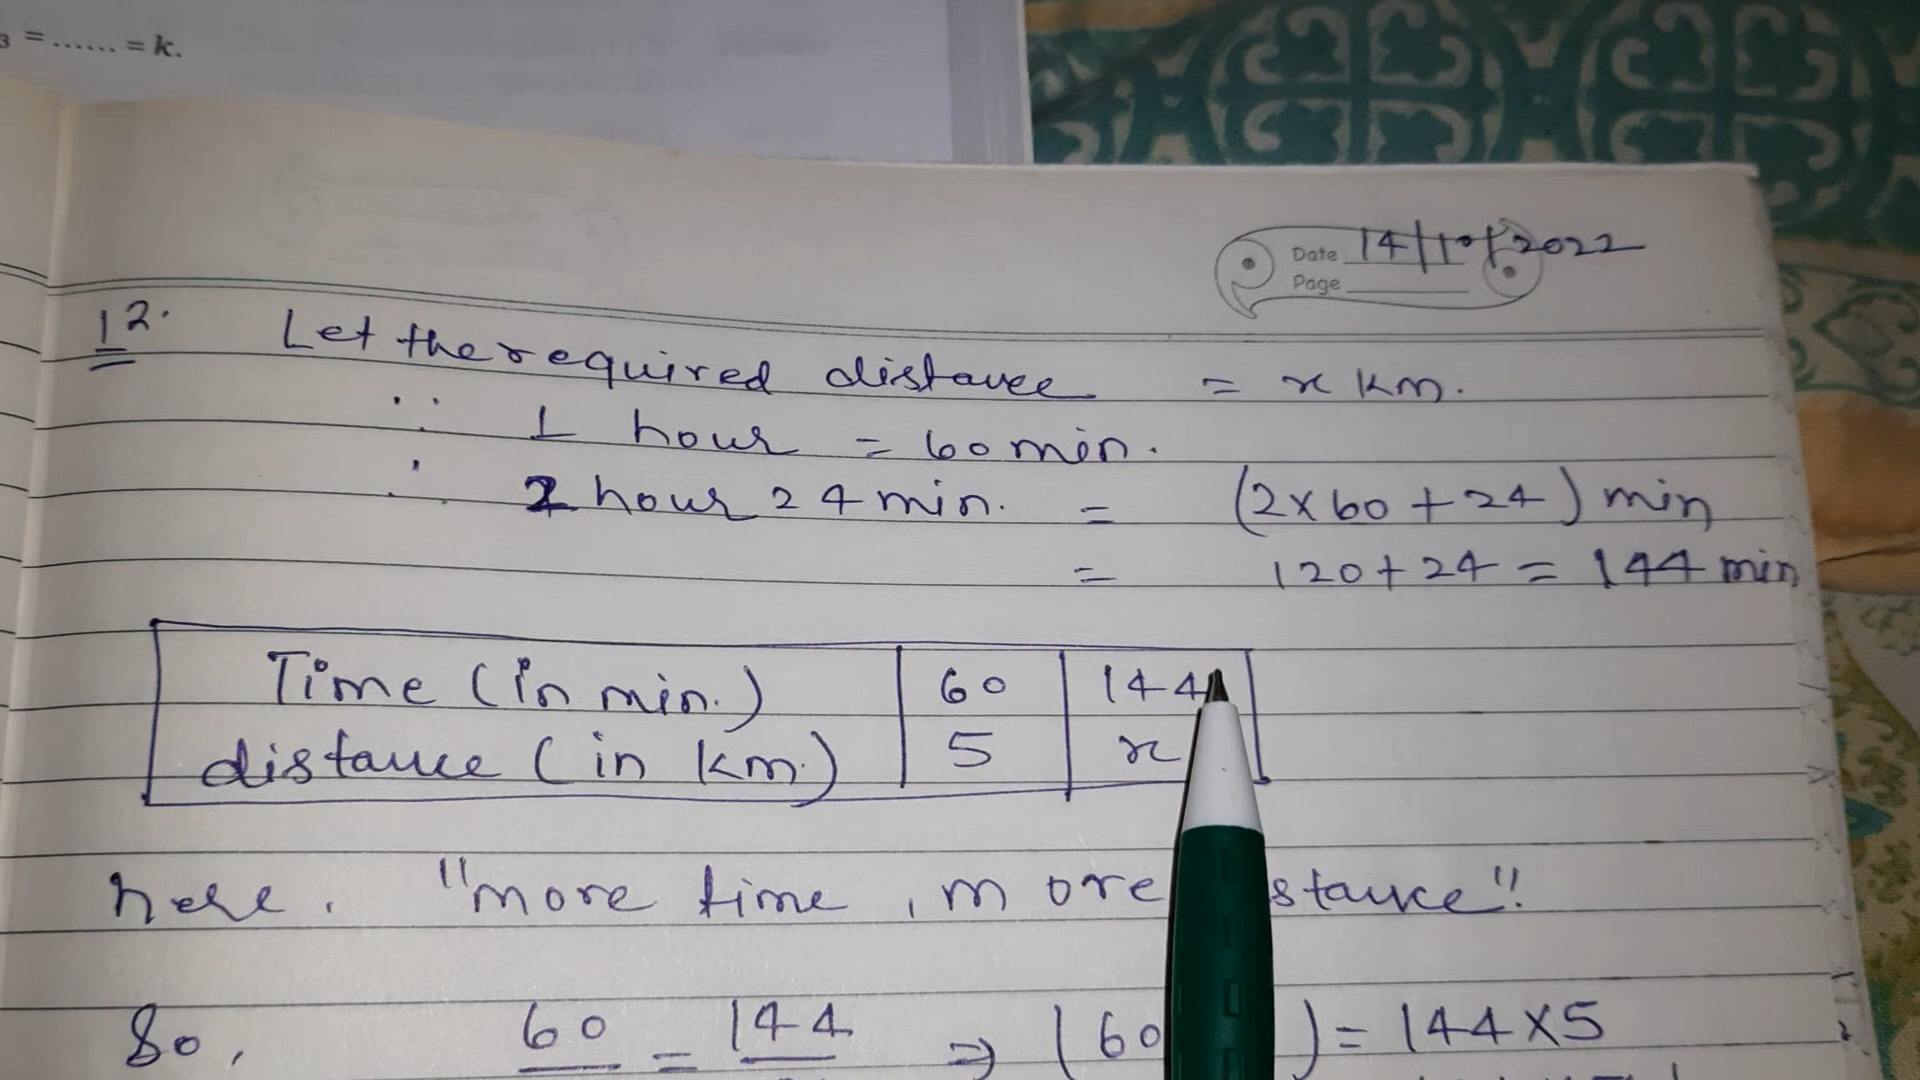 3 = ...... = k.
Date 14/10/2022
Page
12. Let the required distance = x km.
∵ 1 hour = 60 min.
∴ 2 hour 24 min. = (2×60+24) min
= 120+24 = 144 min
Time (in min.) 60 144
distance (in km.) 5 x
here, "more time, more stance".
So, 60 = 144 ⇒ (60 ) = 144×5